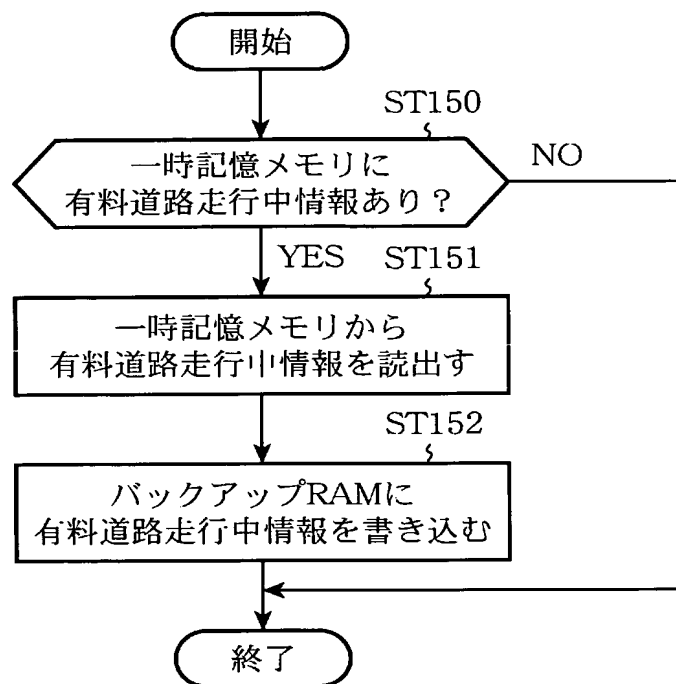 開始
ST150
一時記憶メモリに
有料道路走行中情報あり？
NO
YES
ST151
一時記憶メモリから
有料道路走行中情報を読出す
ST152
バックアップRAMに
有料道路走行中情報を書き込む
終了